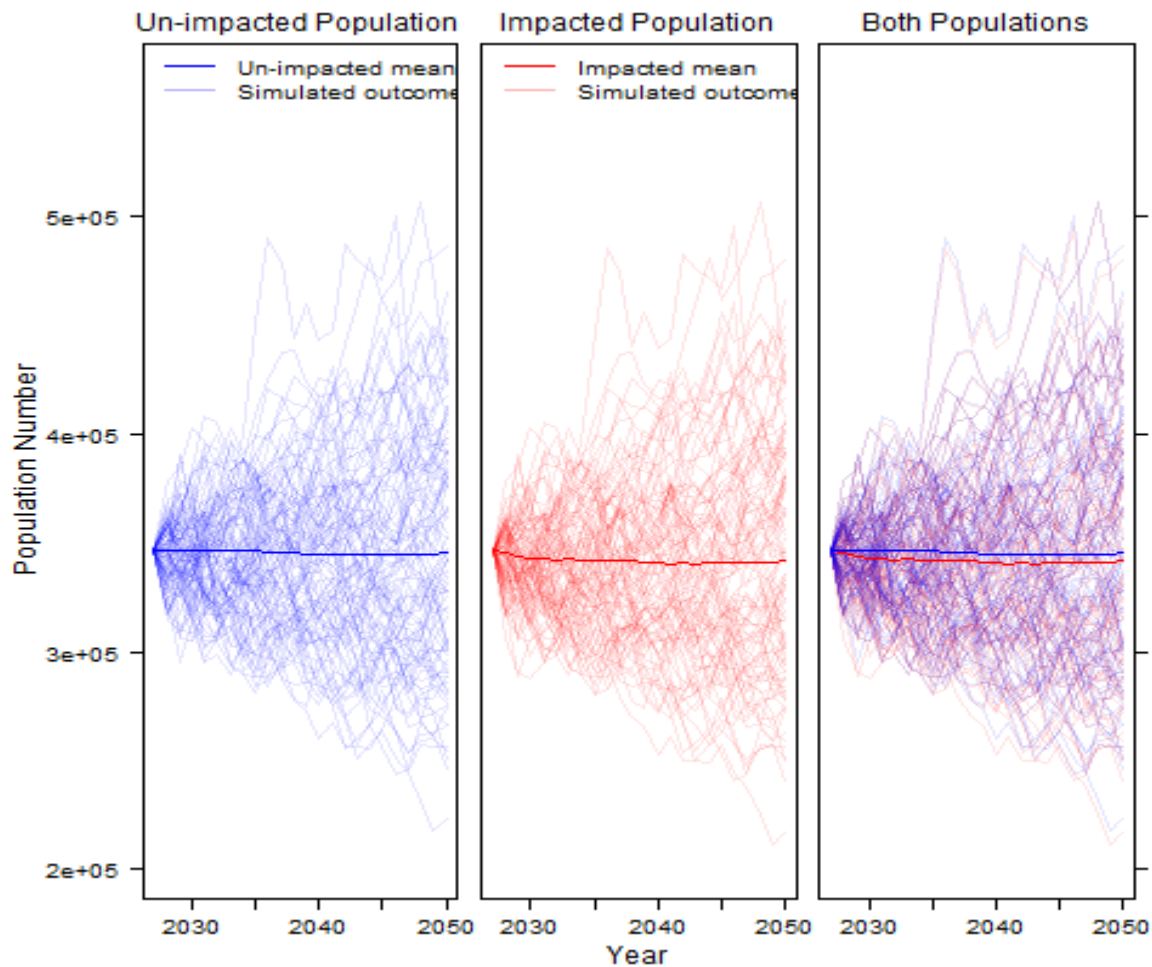 Un-impacted Population
Impacted Population
Both Populations
Un-impacted mean
Simulated outcome
Impacted mean
Simulated outcome
Population Number
5e+05
4e+05
3e+05
2e+05
2030
2040
2050
2030
2040
2050
2030
2040
2050
Year